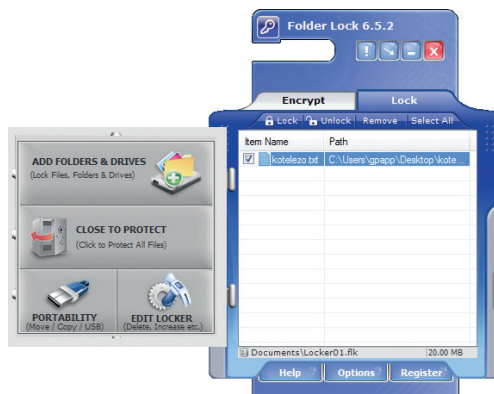 Folder Lock 6.5.2
Encrypt Lock
Lock Unlock Remove Select All
Item Name Path
kotelezo.txt C:\Users\gpapp\Desktop\kote...
ADD FOLDERS & DRIVES
(Lock Files, Folders & Drives)
CLOSE TO PROTECT
(Click to Protect All Files)
PORTABILITY
(Move / Copy / USB)
EDIT LOCKER
(Delete, Increase etc.)
Documents\Locker01.flk 20.00 MB
Help Options Register